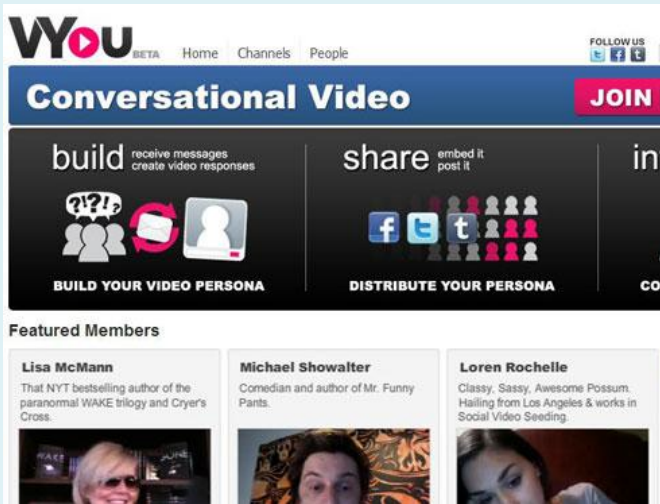 VYOU BETA Home Channels People FOLLOW US
Conversational Video JOIN
build receive messages
create video responses
share embed it
post it
in
?!?!?
f t t
BUILD YOUR VIDEO PERSONA DISTRIBUTE YOUR PERSONA CO
Featured Members
Lisa McMann
That NYT bestselling author of the
paranormal WAKE trilogy and Cryer's
Cross.
Michael Showalter
Comedian and author of Mr. Funny
Pants.
Loren Rochelle
Classy, Sassy, Awesome Possum.
Hailing from Los Angeles & works in
Social Video Seeding.
WAKE